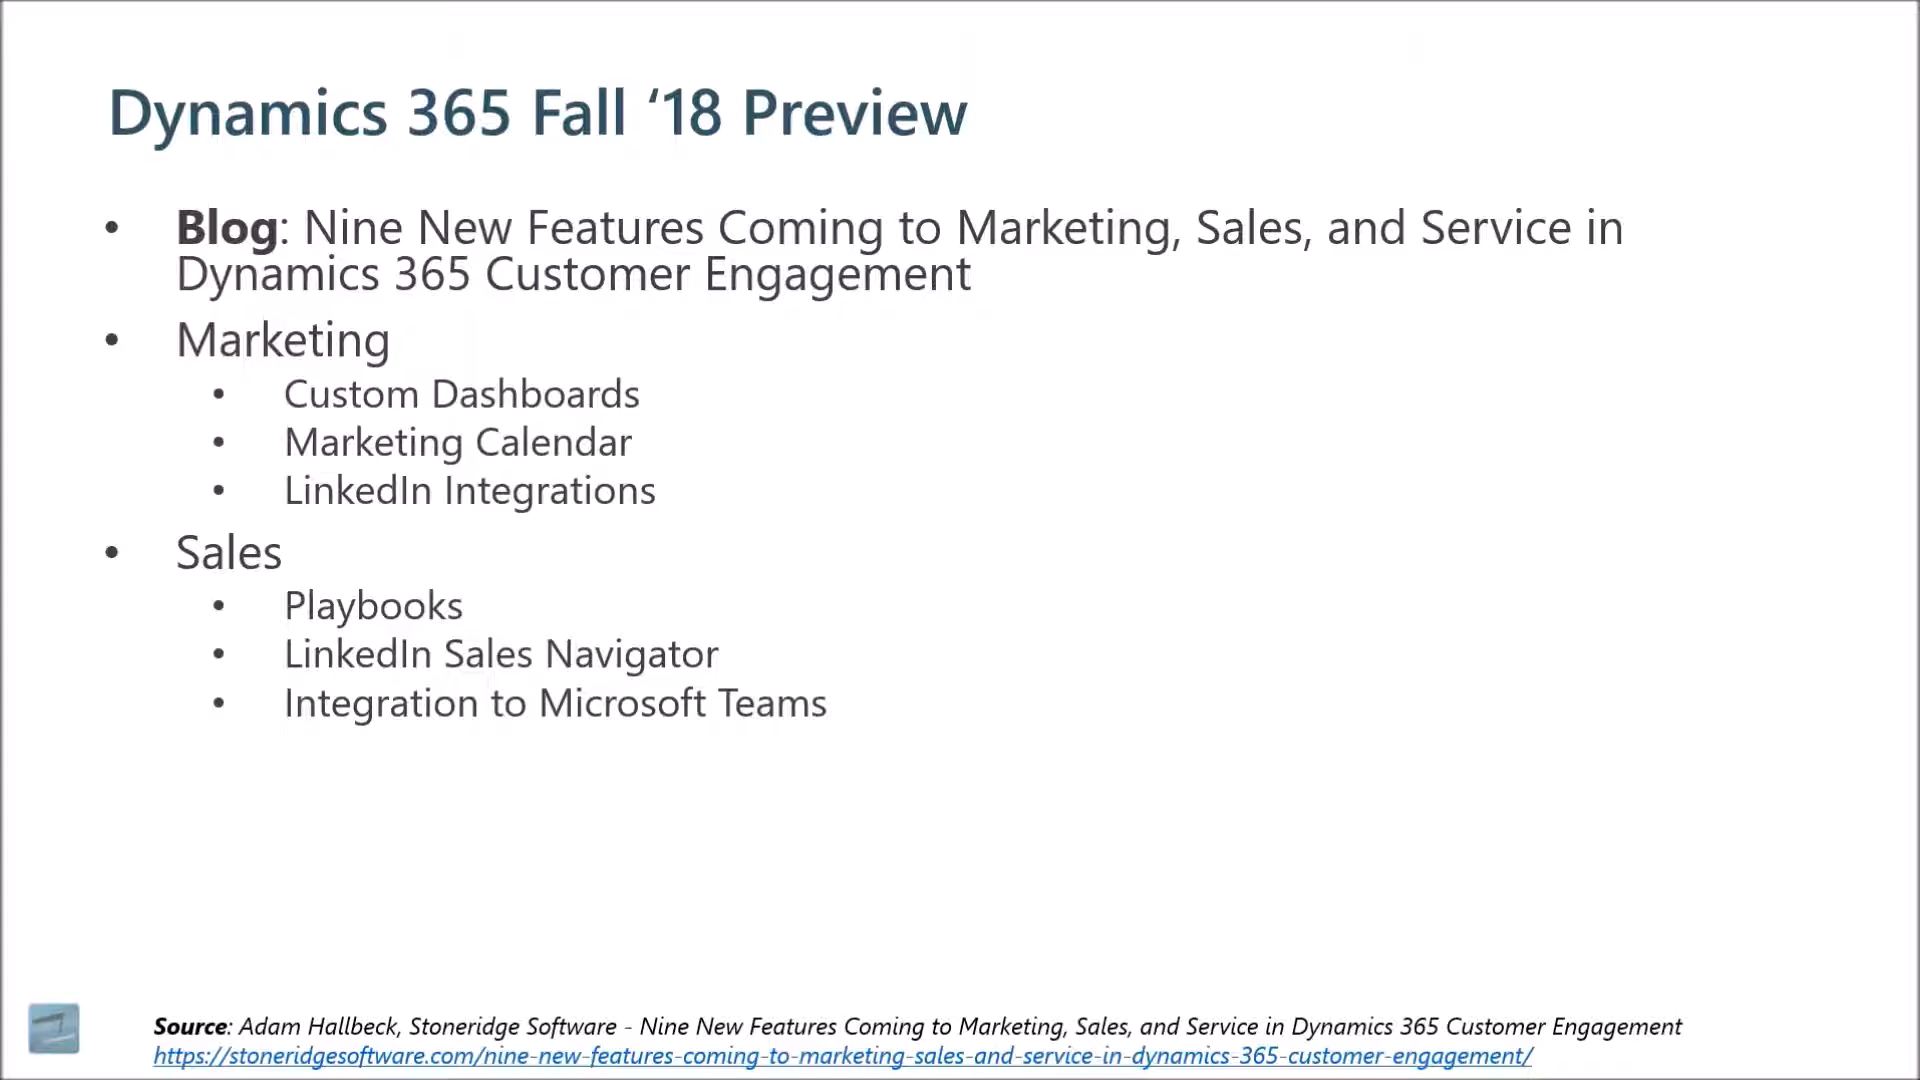 Dynamics 365 Fall ‘18 Preview
• Blog: Nine New Features Coming to Marketing, Sales, and Service in
Dynamics 365 Customer Engagement
• Marketing
• Custom Dashboards
• Marketing Calendar
• LinkedIn Integrations
• Sales
• Playbooks
• LinkedIn Sales Navigator
• Integration to Microsoft Teams
Source: Adam Hallbeck, Stoneridge Software - Nine New Features Coming to Marketing, Sales, and Service in Dynamics 365 Customer Engagement
https://stoneridgesoftware.com/nine-new-features-coming-to-marketing-sales-and-service-in-dynamics-365-customer-engagement/